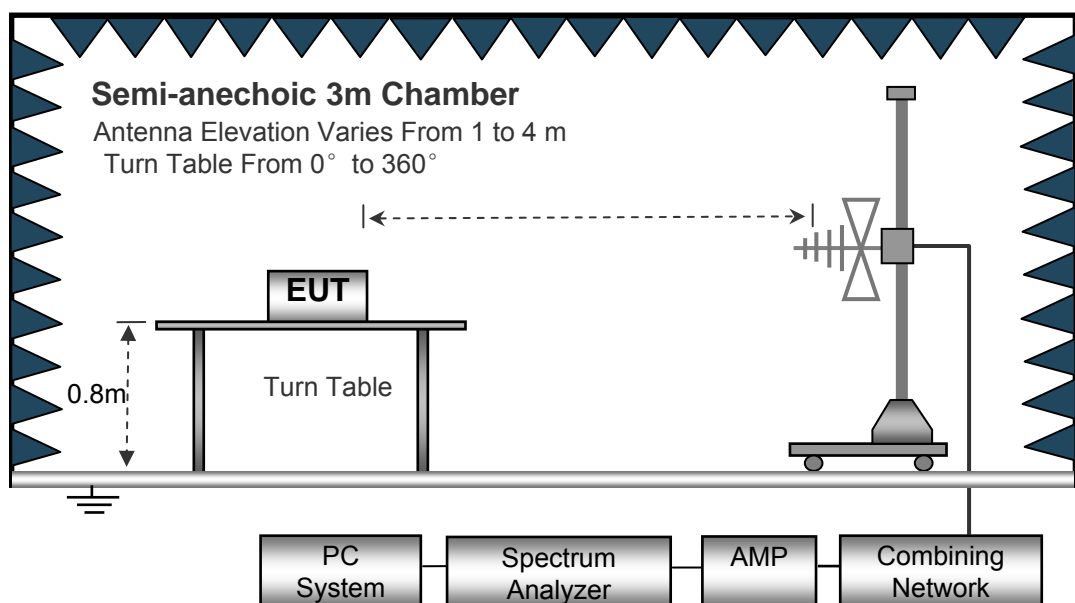 Semi-anechoic 3m Chamber
Antenna Elevation Varies From 1 to 4 m
Turn Table From 0° to 360°
EUT
0.8m
Turn Table
PC
System
Spectrum
Analyzer
AMP
Combining
Network